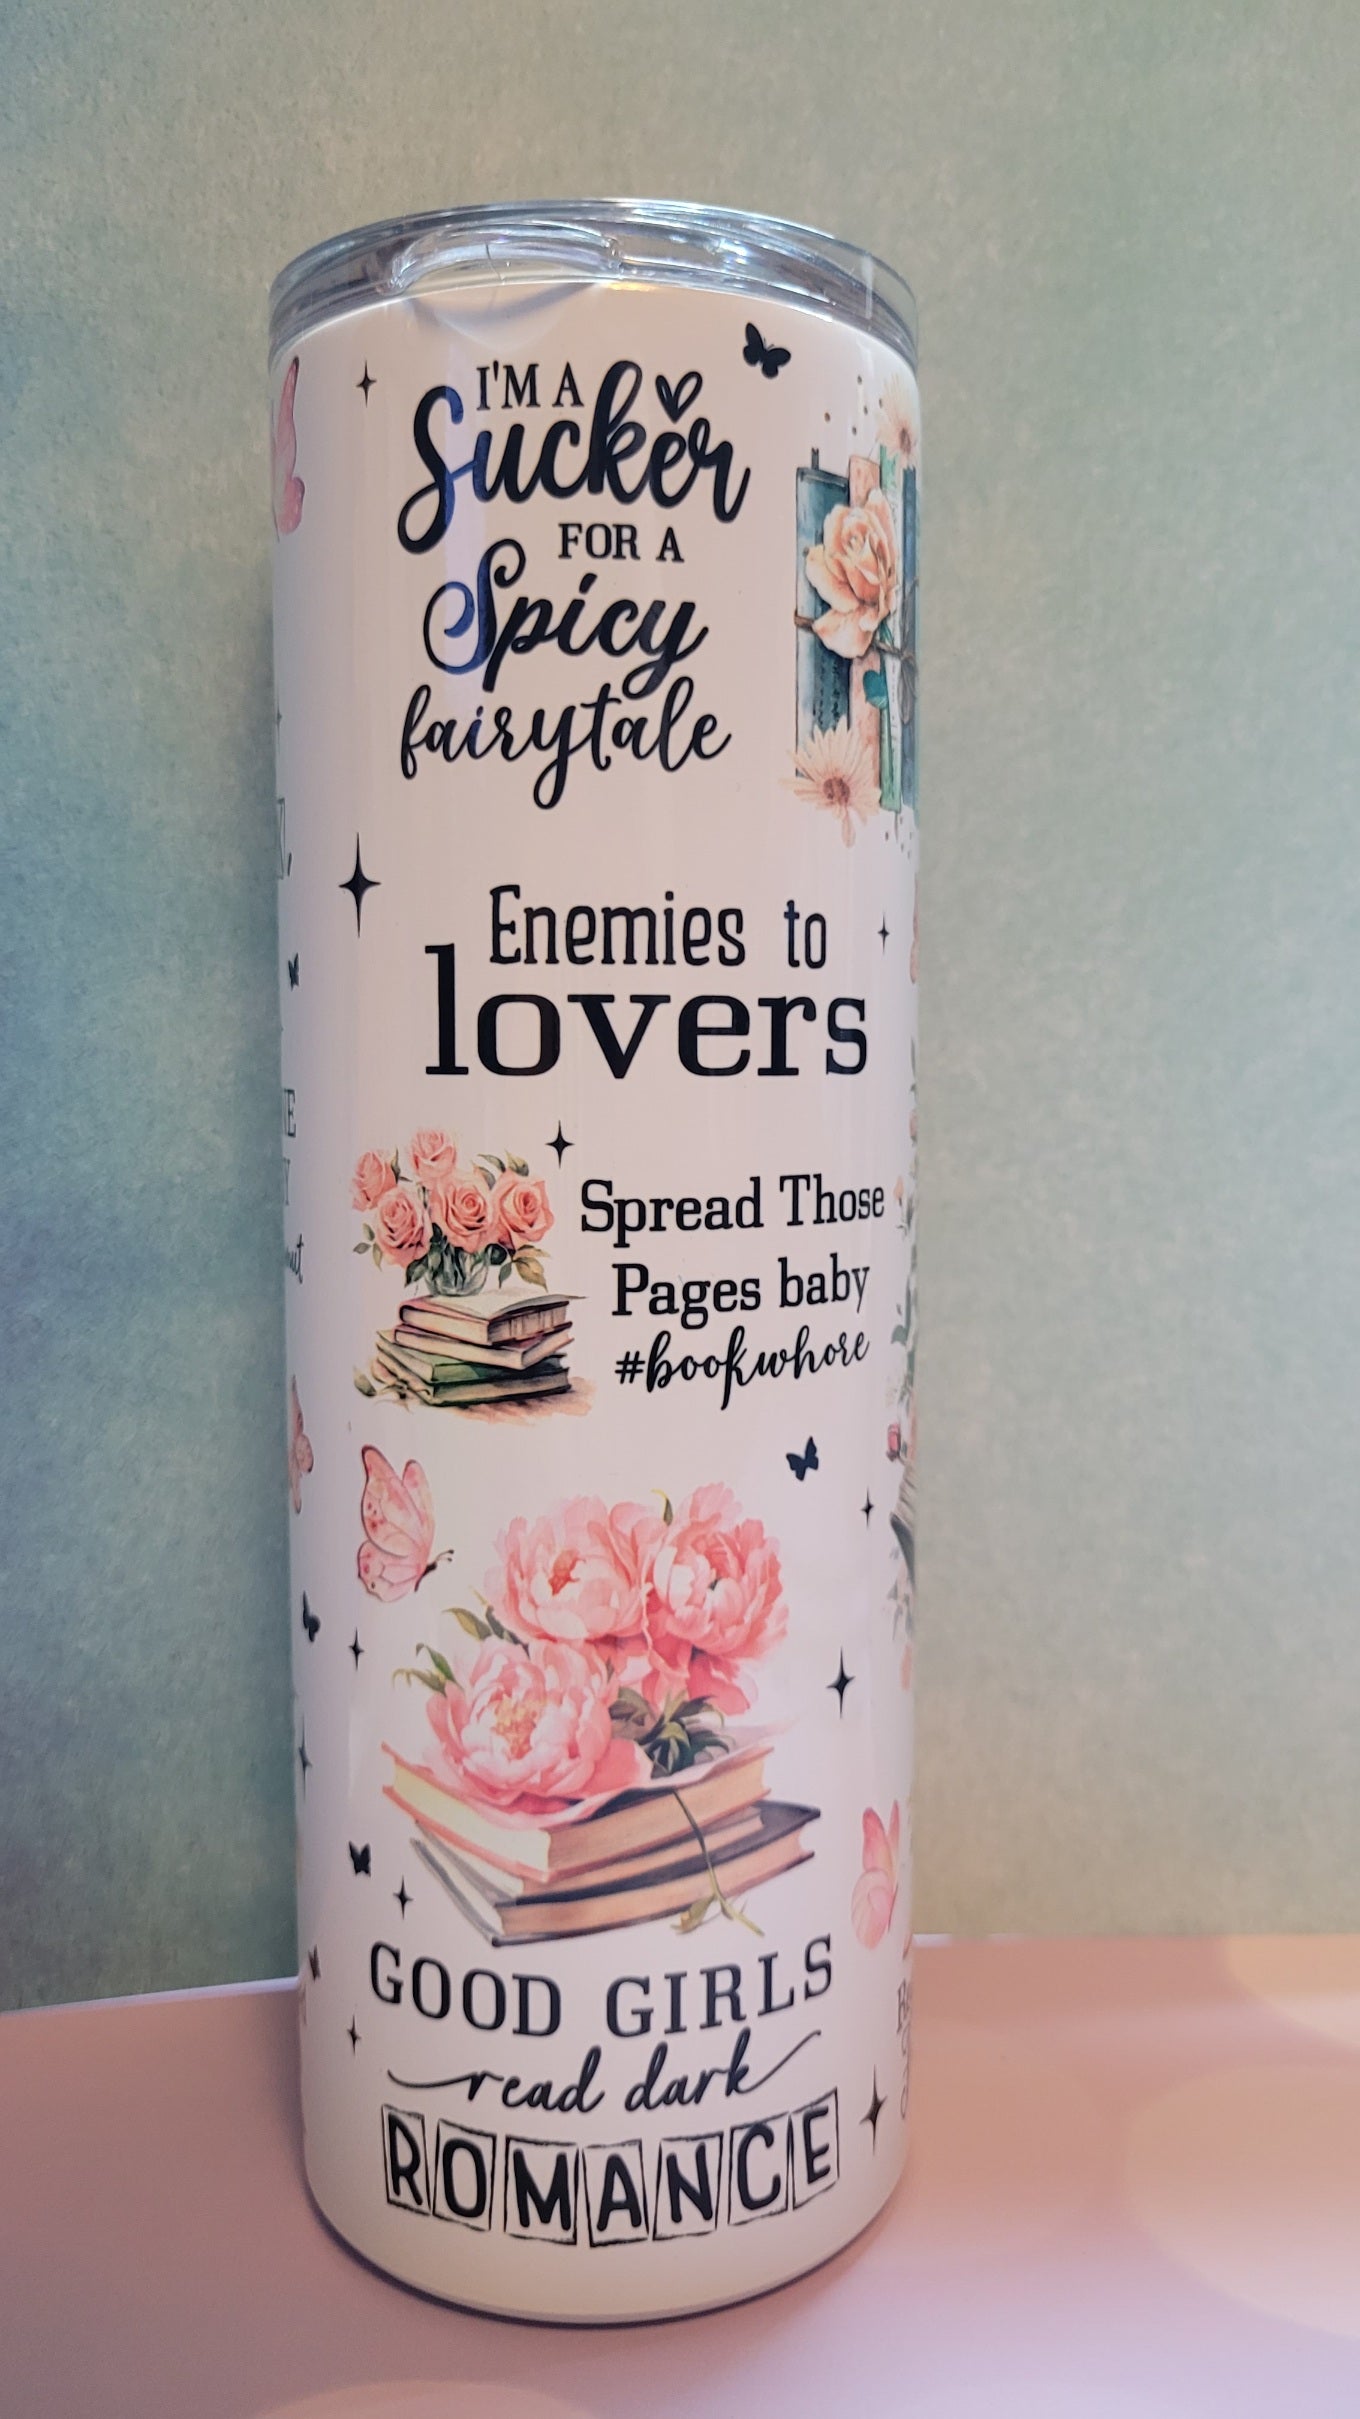 I'M A
Sucker
FOR A
Spicy
fairytale
Enemies to
lovers
Spread Those
Pages baby
#bookwhore
GOOD GIRLS
read dark
ROMANCE